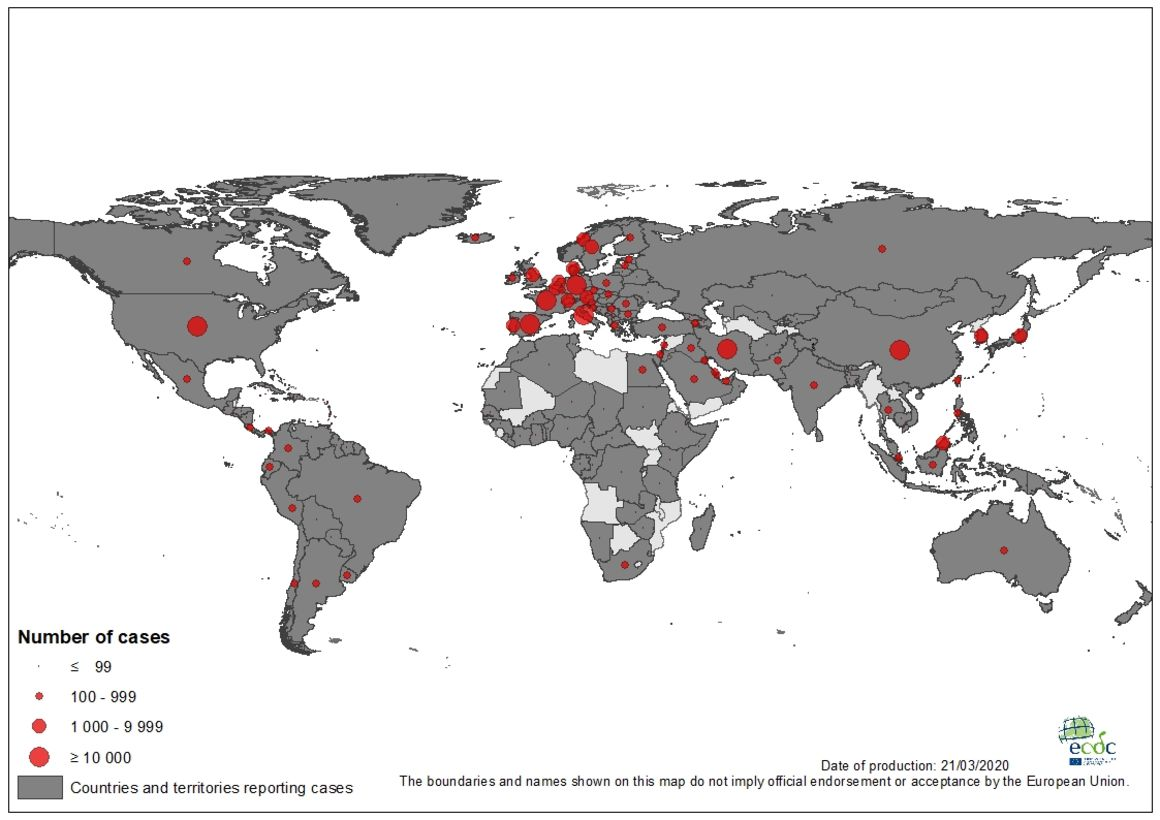 Number of cases
≤ 99
100 - 999
1 000 - 9 999
≥ 10 000
Countries and territories reporting cases
ecdc
Date of production: 21/03/2020
The boundaries and names shown on this map do not imply official endorsement or acceptance by the European Union.